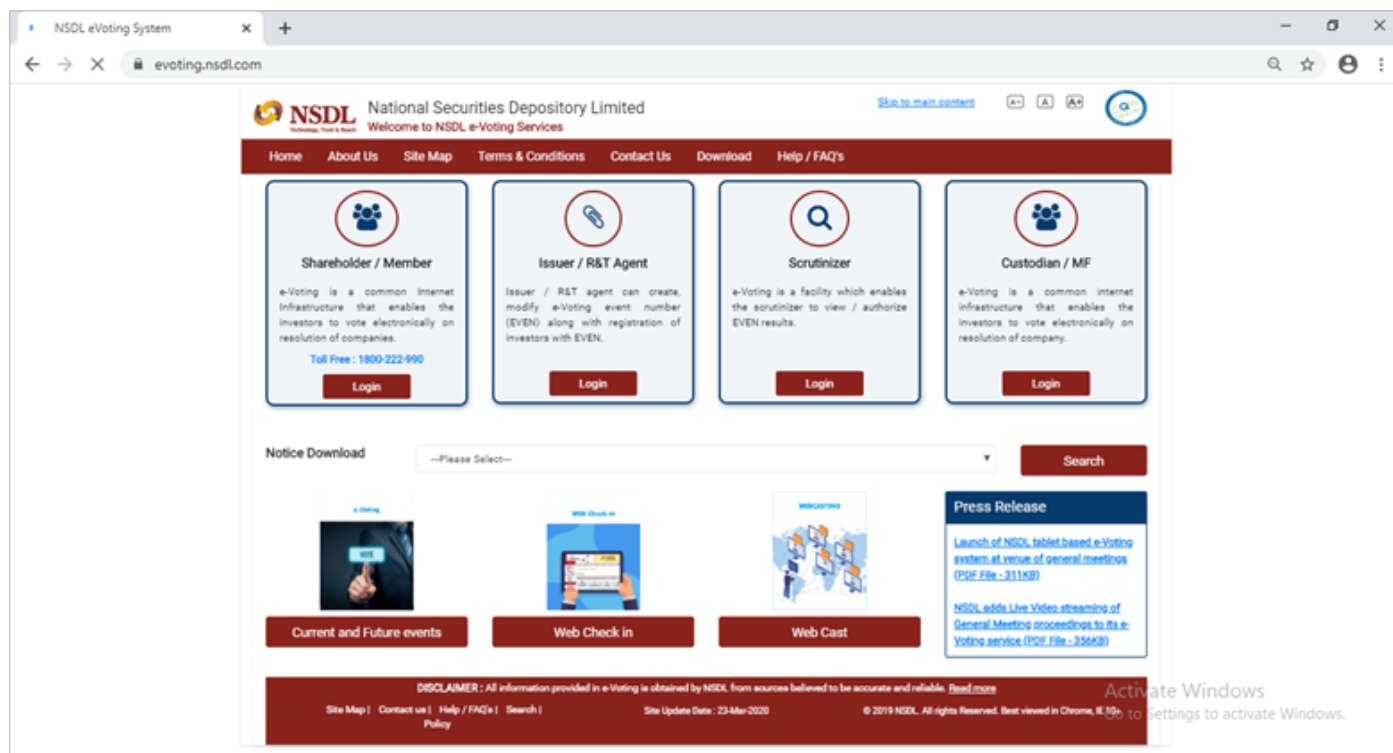 NSDL eVoting System
evoting.nsdl.com
NSDL
Technology, Trust & Reach
National Securities Depository Limited
Welcome to NSDL e-Voting Services
Skip to main content
A-
A
A+
Home About Us Site Map Terms & Conditions Contact Us Download Help / FAQ's
Shareholder / Member
e-Voting is a common Internet
Infrastructure that enables the
investors to vote electronically on
resolution of companies.
Toll Free : 1800-222-990
Login
Issuer / R&T Agent
Issuer / R&T agent can create,
modify e-Voting event number
(EVEN) along with registration of
investors with EVEN.
Login
Scrutinizer
e-Voting is a facility which enables
the scrutinizer to view / authorize
EVEN results.
Login
Custodian / MF
e-Voting is a common internet
infrastructure that enables the
investors to vote electronically on
resolution of company.
Login
Notice Download
---Please Select---
Search
e-Voting
VOTE
Current and Future events
WEB Check-in
Web Check in
WEBCASTING
Web Cast
Press Release
Launch of NSDL tablet based e-Voting
system at venue of general meetings
(PDF File - 311KB)
NSDL adds Live Video streaming of
General Meeting proceedings to its e-
Voting service (PDF File - 356KB)
DISCLAIMER : All information provided in e-Voting is obtained by NSDL from sources believed to be accurate and reliable. Read more
Site Map | Contact us | Help / FAQ's | Search |
Policy
Site Update Date : 23-Mar-2020
© 2019 NSDL. All rights Reserved. Best viewed in Chrome, IE 10+
Activate Windows
Go to Settings to activate Windows.